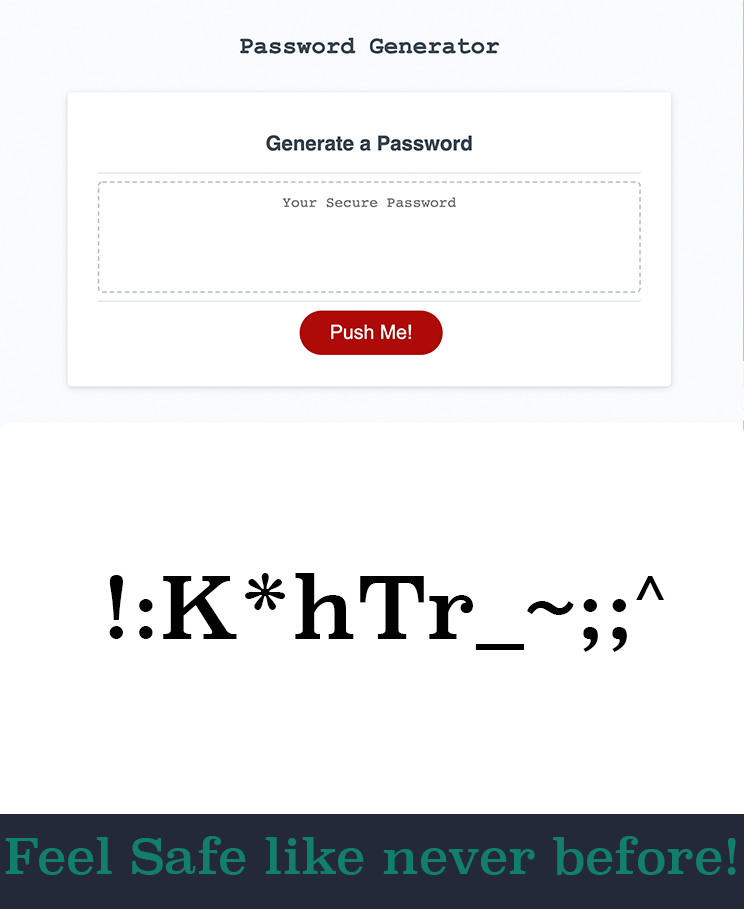 Password Generator
Generate a Password
Your Secure Password
Push Me!
!:K*hTr_~;;^
Feel Safe like never before!